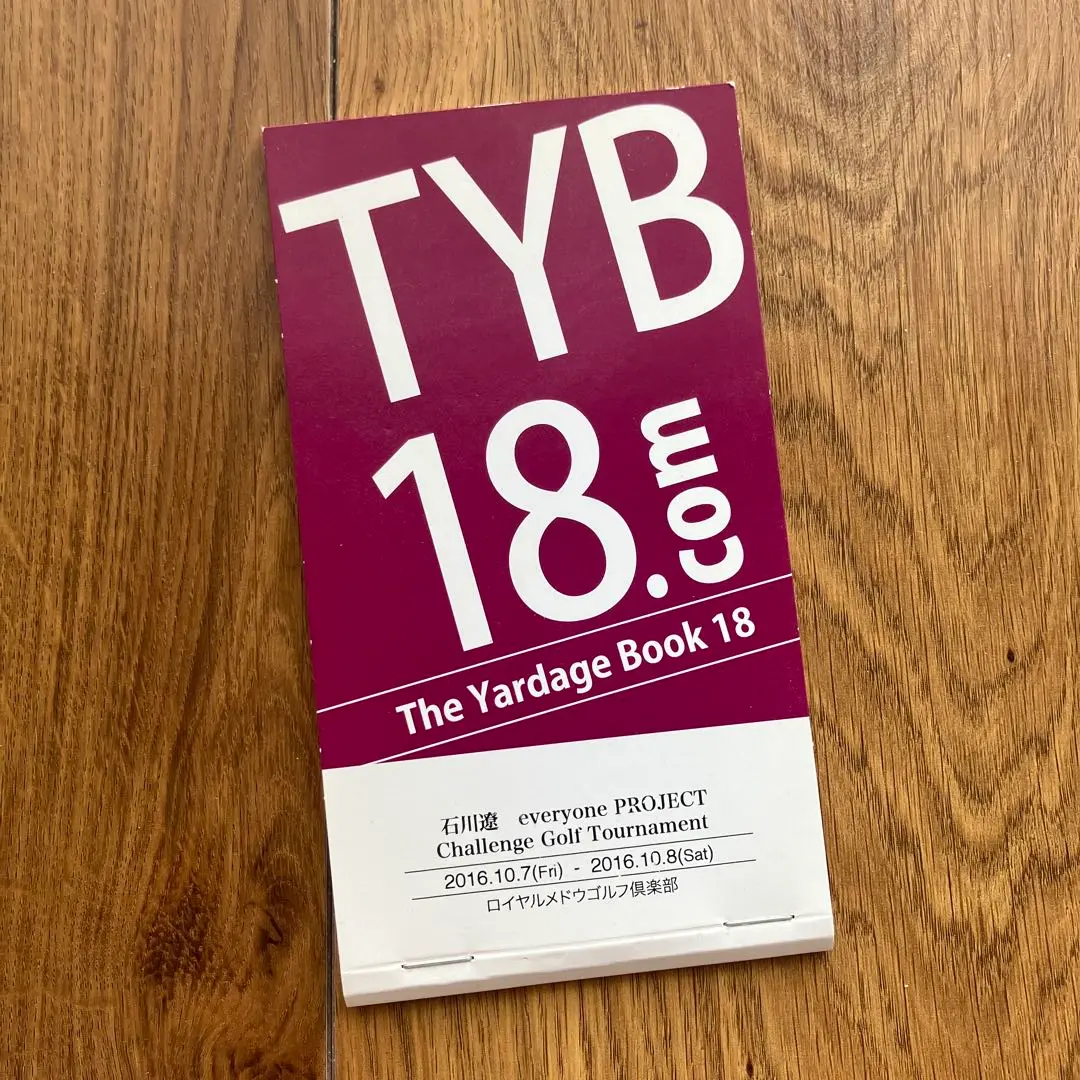 TYB
18.com
The Yardage Book 18
石川遼 everyone PROJECT
Challenge Golf Tournament
2016.10.7(Fri) - 2016.10.8(Sat)
ロイヤルメドウゴルフ倶楽部